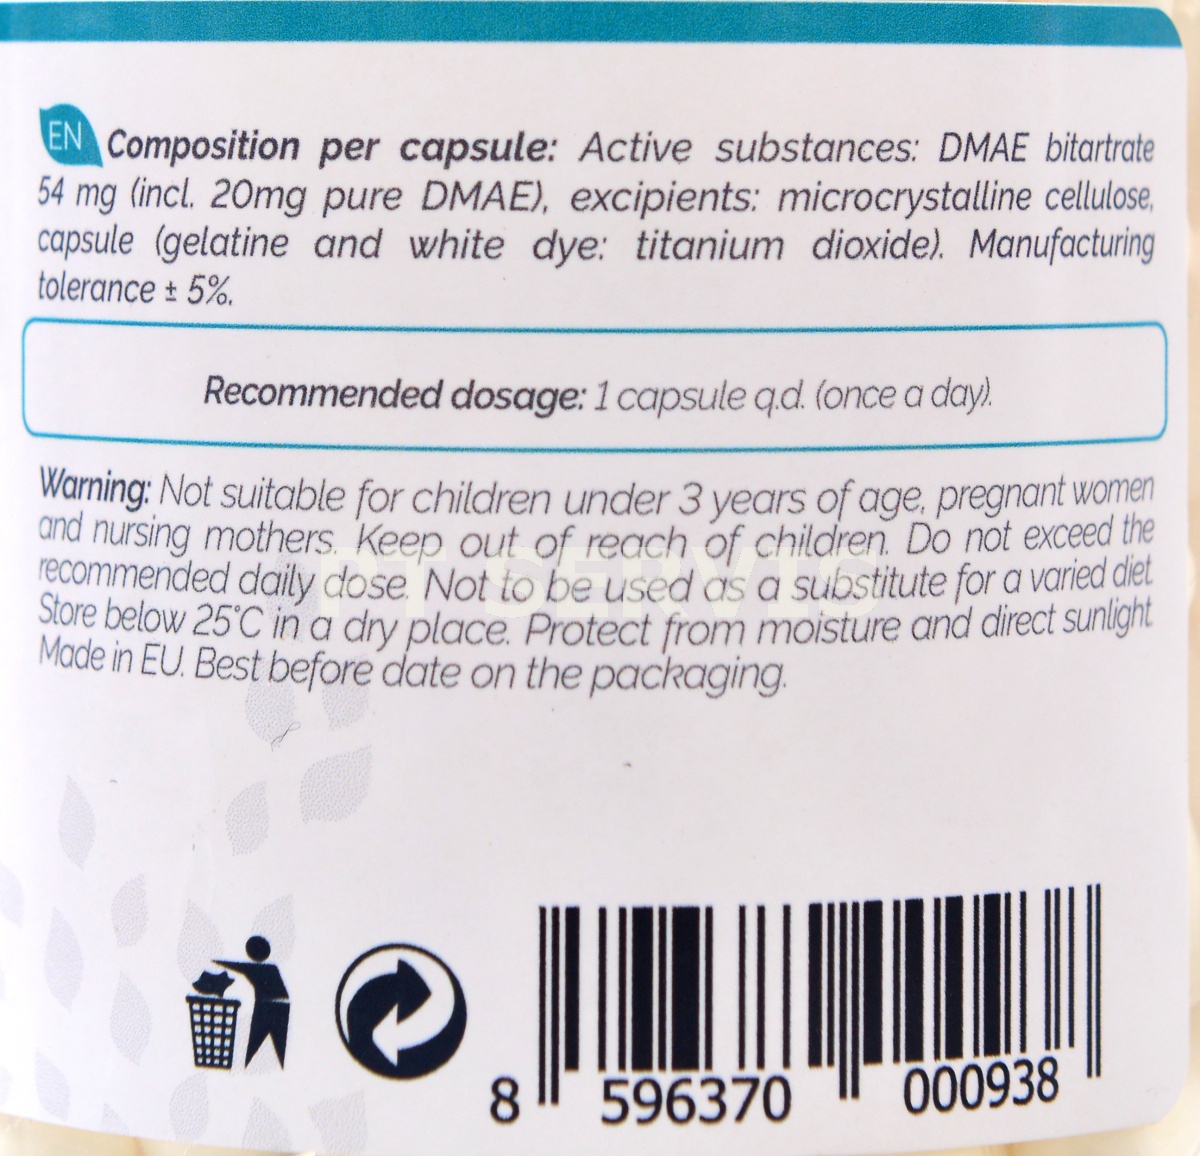 EN
Composition per capsule: Active substances: DMAE bitartrate
54 mg (incl. 20mg pure DMAE), excipients: microcrystalline cellulose,
capsule (gelatine and white dye: titanium dioxide). Manufacturing
tolerance ± 5%.
Recommended dosage: 1 capsule q.d. (once a day).
Warning: Not suitable for children under 3 years of age, pregnant women
and nursing mothers. Keep out of reach of children. Do not exceed the
recommended daily dose. Not to be used as a substitute for a varied diet
Store below 25°C in a dry place. Protect from moisture and direct sunlight
Made in EU. Best before date on the packaging.
PT SERVIS
8 596370 000938